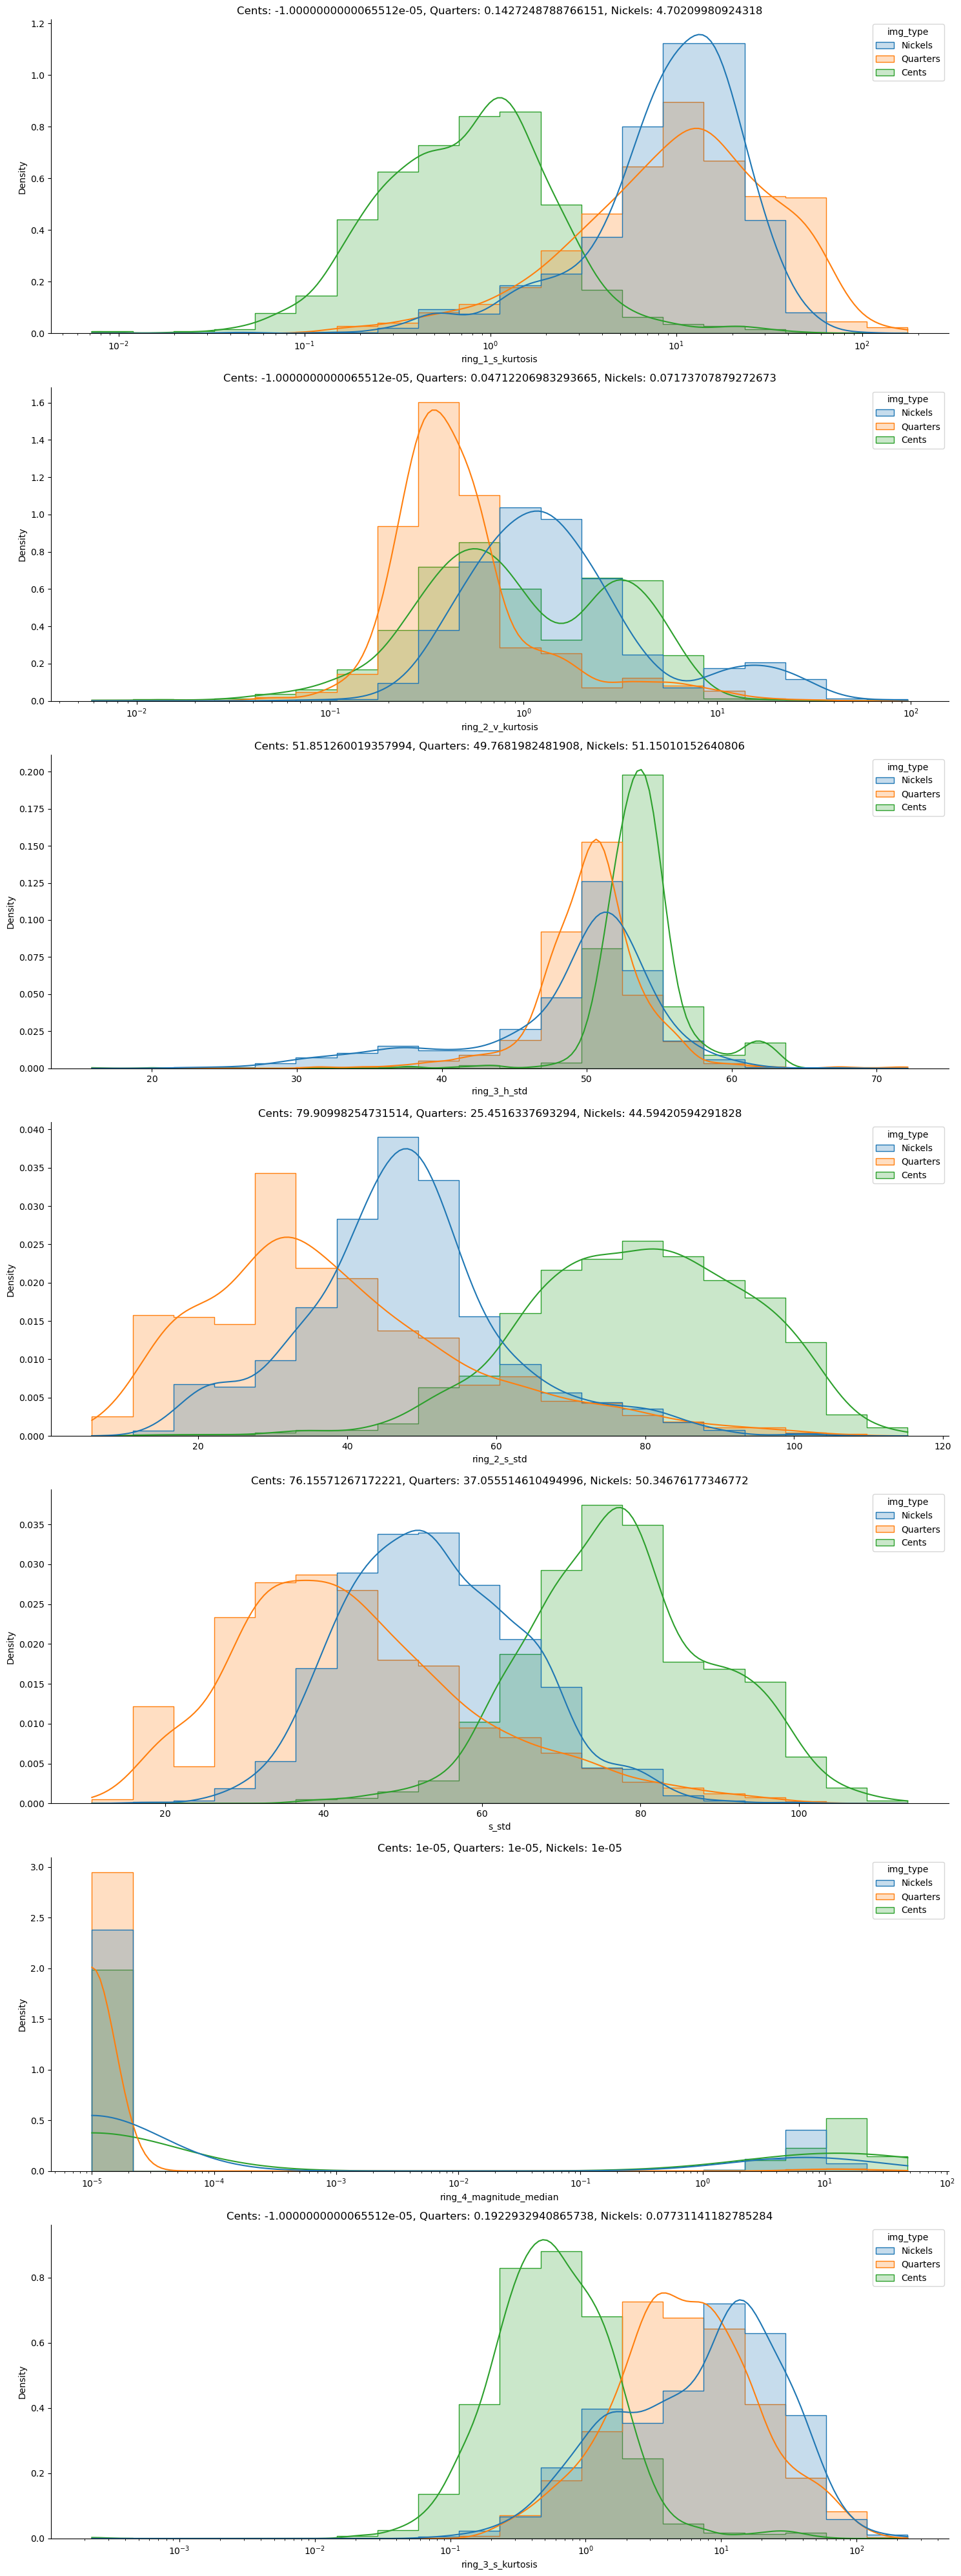 Cents: -1.0000000000065512e-05, Quarters: 0.1427248788766151, Nickels: 4.70209980924318
1.2
1.0
0.8
0.6
0.4
0.2
0.0
Density
img_type
Nickels
Quarters
Cents
10⁻² 10⁻¹ 10⁰ 10¹ 10²
ring_1_s_kurtosis
Cents: -1.0000000000065512e-05, Quarters: 0.04712206983293665, Nickels: 0.07173707879272673
1.6
1.4
1.2
1.0
0.8
0.6
0.4
0.2
0.0
Density
img_type
Nickels
Quarters
Cents
10⁻² 10⁻¹ 10⁰ 10¹ 10²
ring_2_v_kurtosis
Cents: 51.851260019357994, Quarters: 49.7681982481908, Nickels: 51.15010152640806
0.200
0.175
0.150
0.125
0.100
0.075
0.050
0.025
0.000
Density
img_type
Nickels
Quarters
Cents
20 30 40 50 60 70
ring_3_h_std
Cents: 79.90998254731514, Quarters: 25.4516337693294, Nickels: 44.59420594291828
0.040
0.035
0.030
0.025
0.020
0.015
0.010
0.005
0.000
Density
img_type
Nickels
Quarters
Cents
20 40 60 80 100 120
ring_2_s_std
Cents: 76.15571267172221, Quarters: 37.055514610494996, Nickels: 50.34676177346772
0.035
0.030
0.025
0.020
0.015
0.010
0.005
0.000
Density
img_type
Nickels
Quarters
Cents
20 40 60 80 100
s_std
Cents: 1e-05, Quarters: 1e-05, Nickels: 1e-05
3.0
2.5
2.0
1.5
1.0
0.5
0.0
Density
img_type
Nickels
Quarters
Cents
10⁻⁵ 10⁻⁴ 10⁻³ 10⁻² 10⁻¹ 10⁰ 10¹ 10²
ring_4_magnitude_median
Cents: -1.0000000000065512e-05, Quarters: 0.1922932940865738, Nickels: 0.07731141182785284
0.8
0.6
0.4
0.2
0.0
Density
img_type
Nickels
Quarters
Cents
10⁻³ 10⁻² 10⁻¹ 10⁰ 10¹ 10²
ring_3_s_kurtosis